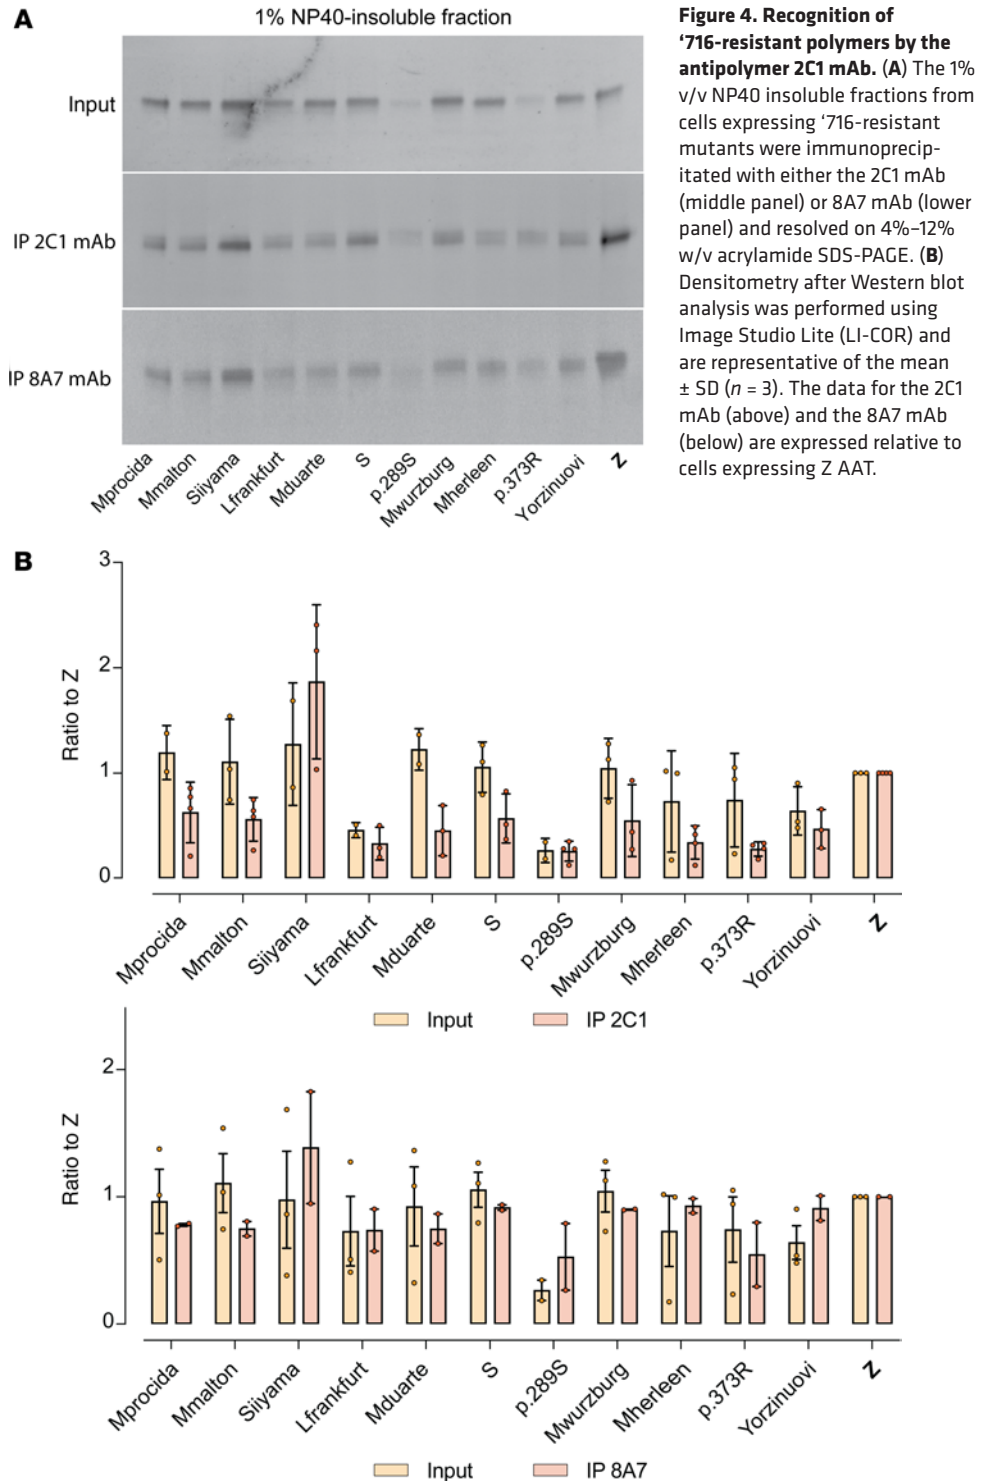 A
1% NP40-insoluble fraction
Input
IP 2C1 mAb
IP 8A7 mAb
Mprocida
Mmalton
Siiyama
Lfrankfurt
Mduarte
S
p.289S
Mwurzburg
Mherleen
p.373R
Yorzinuovi
Z
Figure 4. Recognition of
‘716-resistant polymers by the
antipolymer 2C1 mAb. (A) The 1%
v/v NP40 insoluble fractions from
cells expressing ‘716-resistant
mutants were immunoprecip-
itated with either the 2C1 mAb
(middle panel) or 8A7 mAb (lower
panel) and resolved on 4%–12%
w/v acrylamide SDS-PAGE. (B)
Densitometry after Western blot
analysis was performed using
Image Studio Lite (LI-COR) and
are representative of the mean
± SD (n = 3). The data for the 2C1
mAb (above) and the 8A7 mAb
(below) are expressed relative to
cells expressing Z AAT.
B
Ratio to Z
3
2
1
0
Mprocida
Mmalton
Siiyama
Lfrankfurt
Mduarte
S
p.289S
Mwurzburg
Mherleen
p.373R
Yorzinuovi
Z
Input
IP 2C1
Ratio to Z
2
1
0
Mprocida
Mmalton
Siiyama
Lfrankfurt
Mduarte
S
p.289S
Mwurzburg
Mherleen
p.373R
Yorzinuovi
Z
Input
IP 8A7